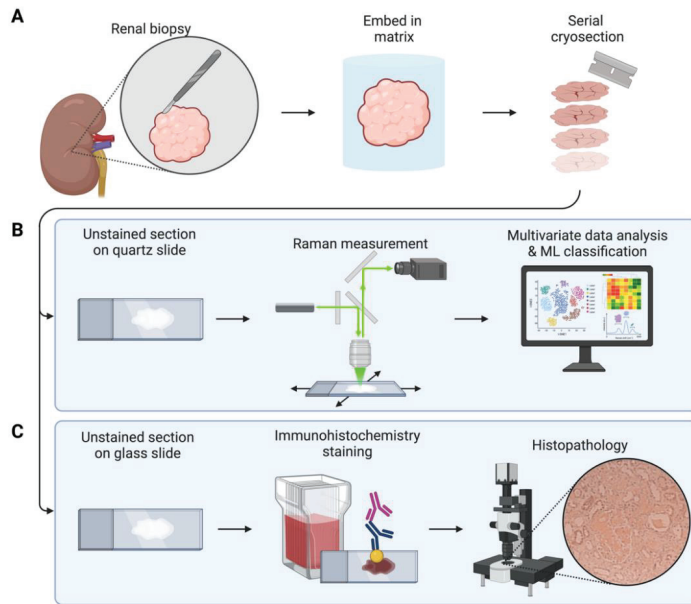 A
Renal biopsy
Embed in
matrix
Serial
cryosection
B
Unstained section
on quartz slide
Raman measurement
Multivariate data analysis
& ML classification
C
Unstained section
on glass slide
Immunohistochemistry
staining
Histopathology